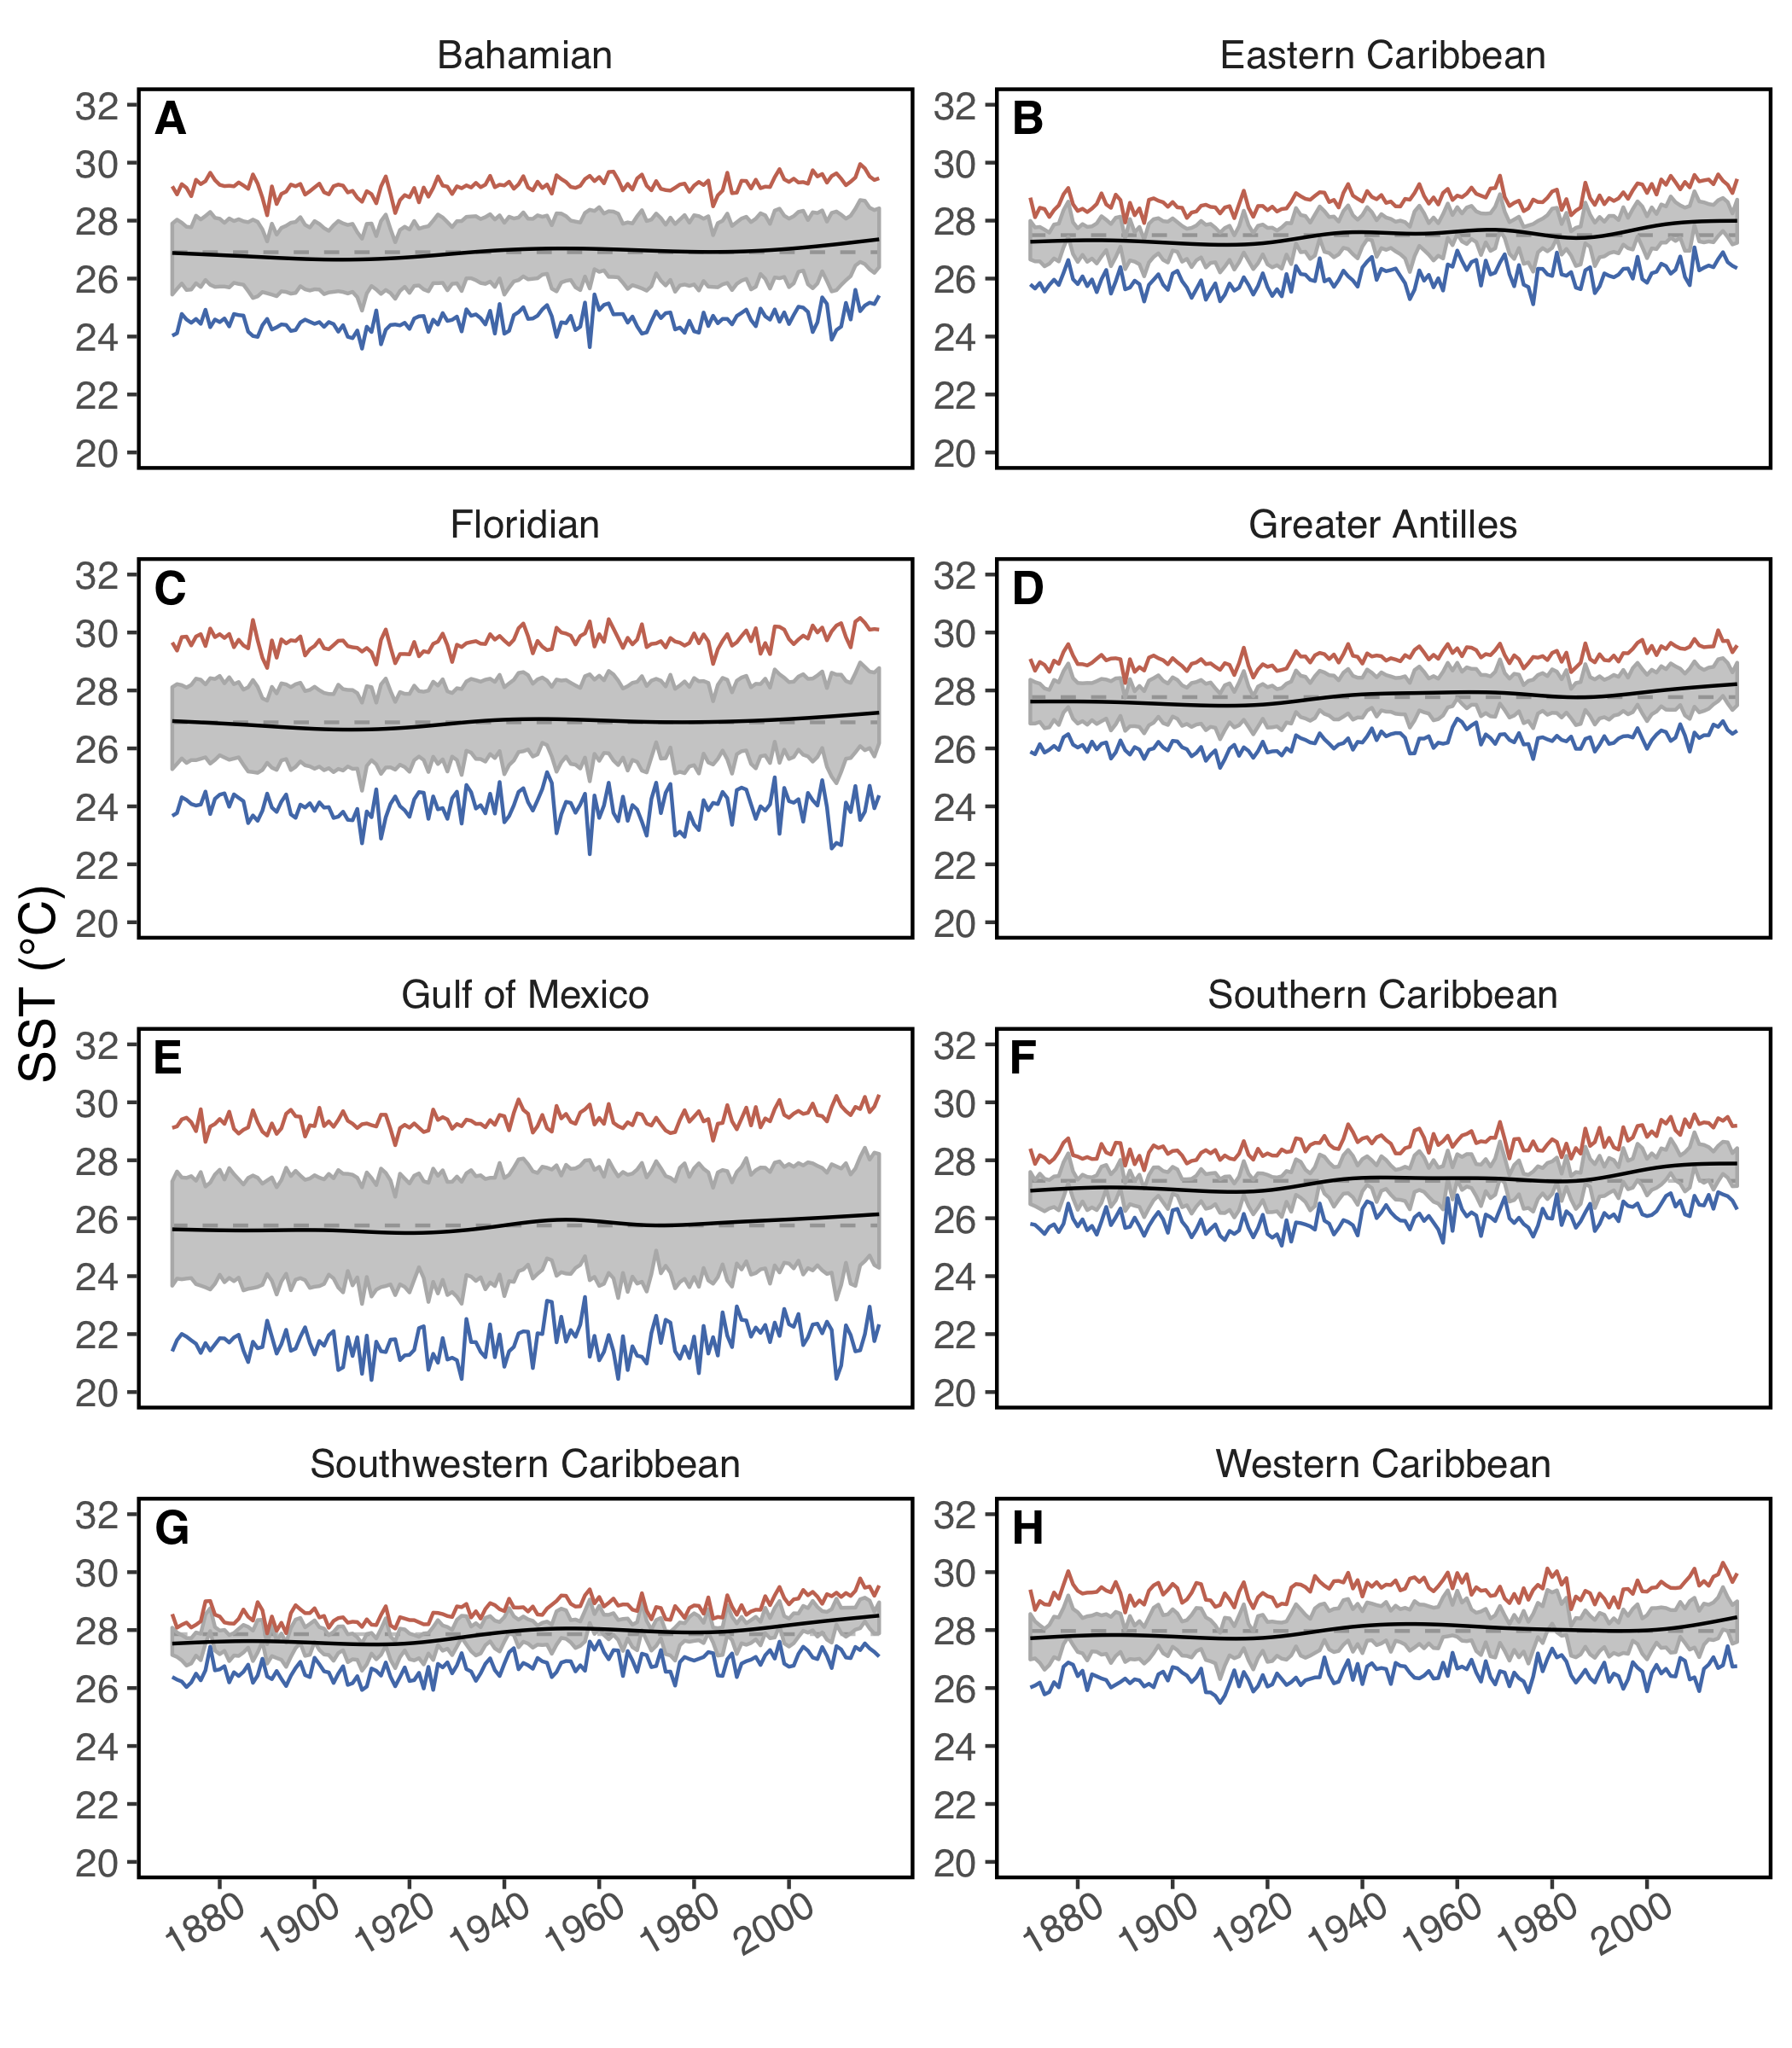 Bahamian
Eastern Caribbean
A
32
30
28
26
24
22
20
B
32
30
28
26
24
22
20
Floridian
Greater Antilles
C
32
30
28
26
24
22
20
D
32
30
28
26
24
22
20
SST (°C)
Gulf of Mexico
Southern Caribbean
E
32
30
28
26
24
22
20
F
32
30
28
26
24
22
20
Southwestern Caribbean
Western Caribbean
G
32
30
28
26
24
22
20
H
32
30
28
26
24
22
20
1880 1900 1920 1940 1960 1980 2000
1880 1900 1920 1940 1960 1980 2000